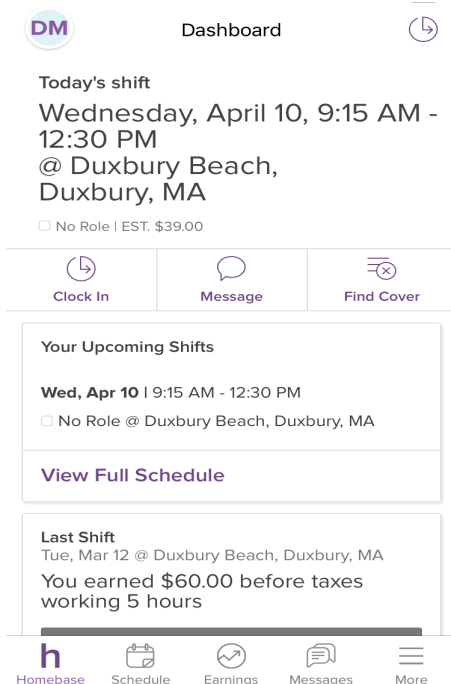 DM
Dashboard
Today's shift
Wednesday, April 10, 9:15 AM -
12:30 PM
@ Duxbury Beach,
Duxbury, MA
No Role | EST. $39.00
Clock In
Message
Find Cover
Your Upcoming Shifts
Wed, Apr 10 | 9:15 AM - 12:30 PM
No Role @ Duxbury Beach, Duxbury, MA
View Full Schedule
Last Shift
Tue, Mar 12 @ Duxbury Beach, Duxbury, MA
You earned $60.00 before taxes
working 5 hours
h
Homebase
Schedule
Earnings
Messages
More